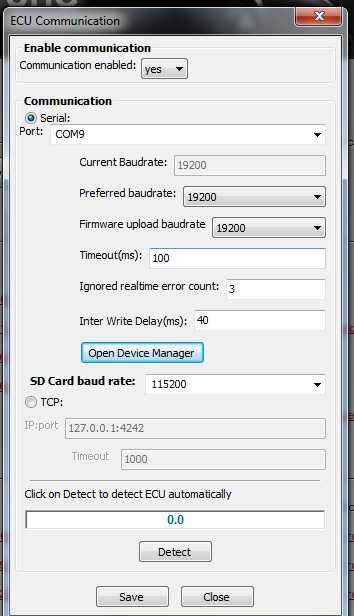 ECU Communication
Enable communication
Communication enabled: yes
Communication
Serial:
Port: COM9
Current Baudrate: 19200
Preferred baudrate: 19200
Firmware upload baudrate 19200
Timeout(ms): 100
Ignored realtime error count: 3
Inter Write Delay(ms): 40
Open Device Manager
SD Card baud rate: 115200
TCP:
IP:port 127.0.0.1:4242
Timeout 1000
Click on Detect to detect ECU automatically
0.0
Detect
Save Close